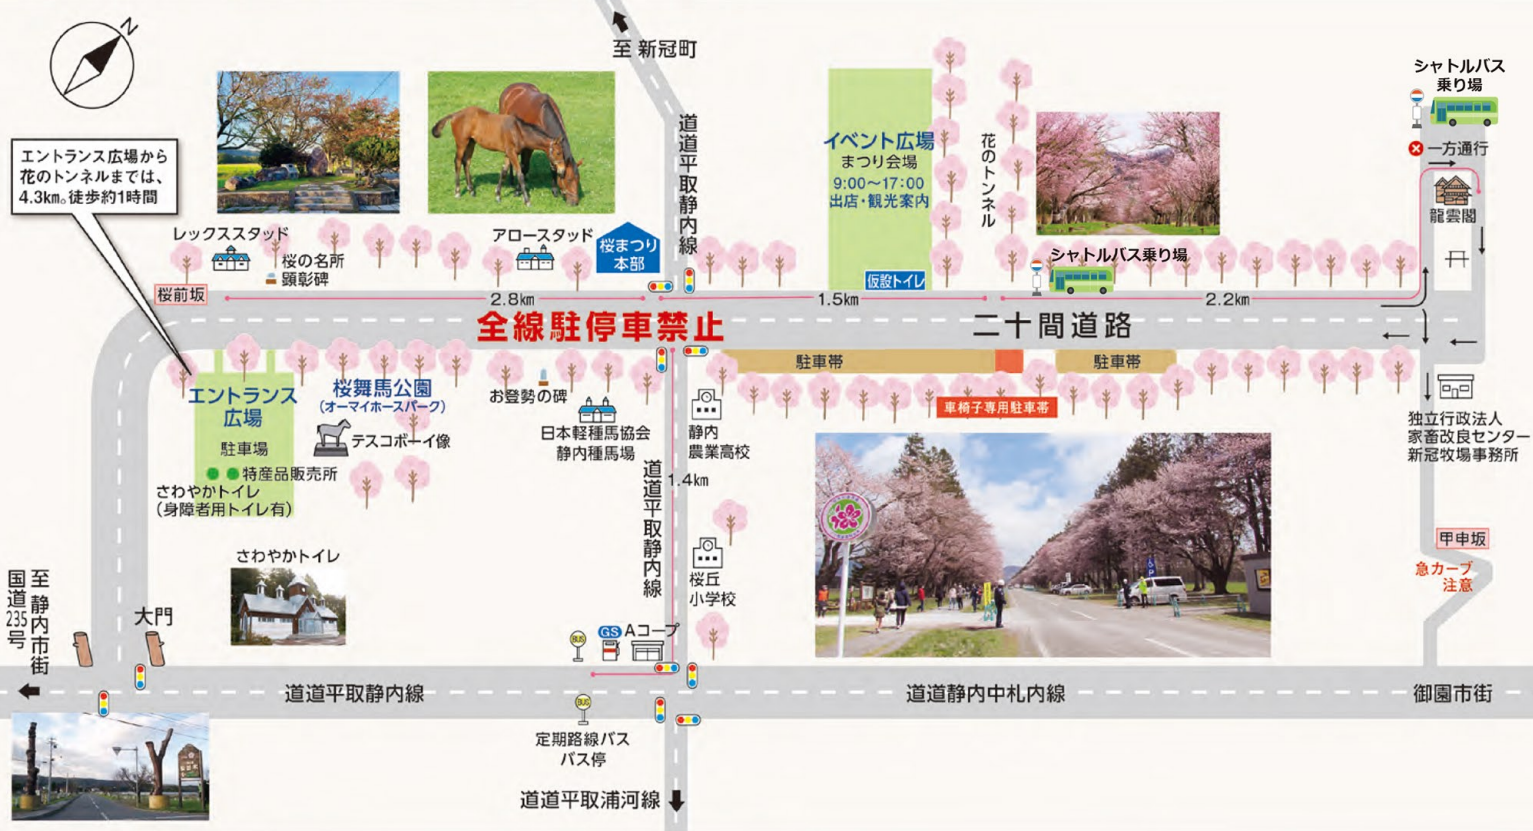 N
至 新冠町
エントランス広場から
花のトンネルまでは、
4.3km。徒歩約1時間
レックススタッド
桜の名所
顕彰碑
アロースタッド
桜まつり
本部
道道平取静内線
イベント広場
まつり会場
9:00～17:00
出店・観光案内
仮設トイレ
花のトンネル
シャトルバス乗り場
シャトルバス
乗り場
一方通行
龍雲閣
桜前坂
2.8km
1.5km
2.2km
全線駐停車禁止
二十間道路
駐車帯
駐車帯
車椅子専用駐車帯
エントランス
広場
駐車場
特産品販売所
さわやかトイレ
(身障者用トイレ有)
桜舞馬公園
(オーマイホースパーク)
テスコボーイ像
お登勢の碑
日本軽種馬協会
静内種馬場
静内
農業高校
道道平取静内線
1.4km
独立行政法人
家畜改良センター
新冠牧場事務所
甲申坂
急カーブ
注意
桜丘
小学校
さわやかトイレ
至 静内市街
国道235号
大門
BUS
GS
Aコープ
道道平取静内線
道道静内中札内線
御園市街
BUS
定期路線バス
バス停
道道平取浦河線